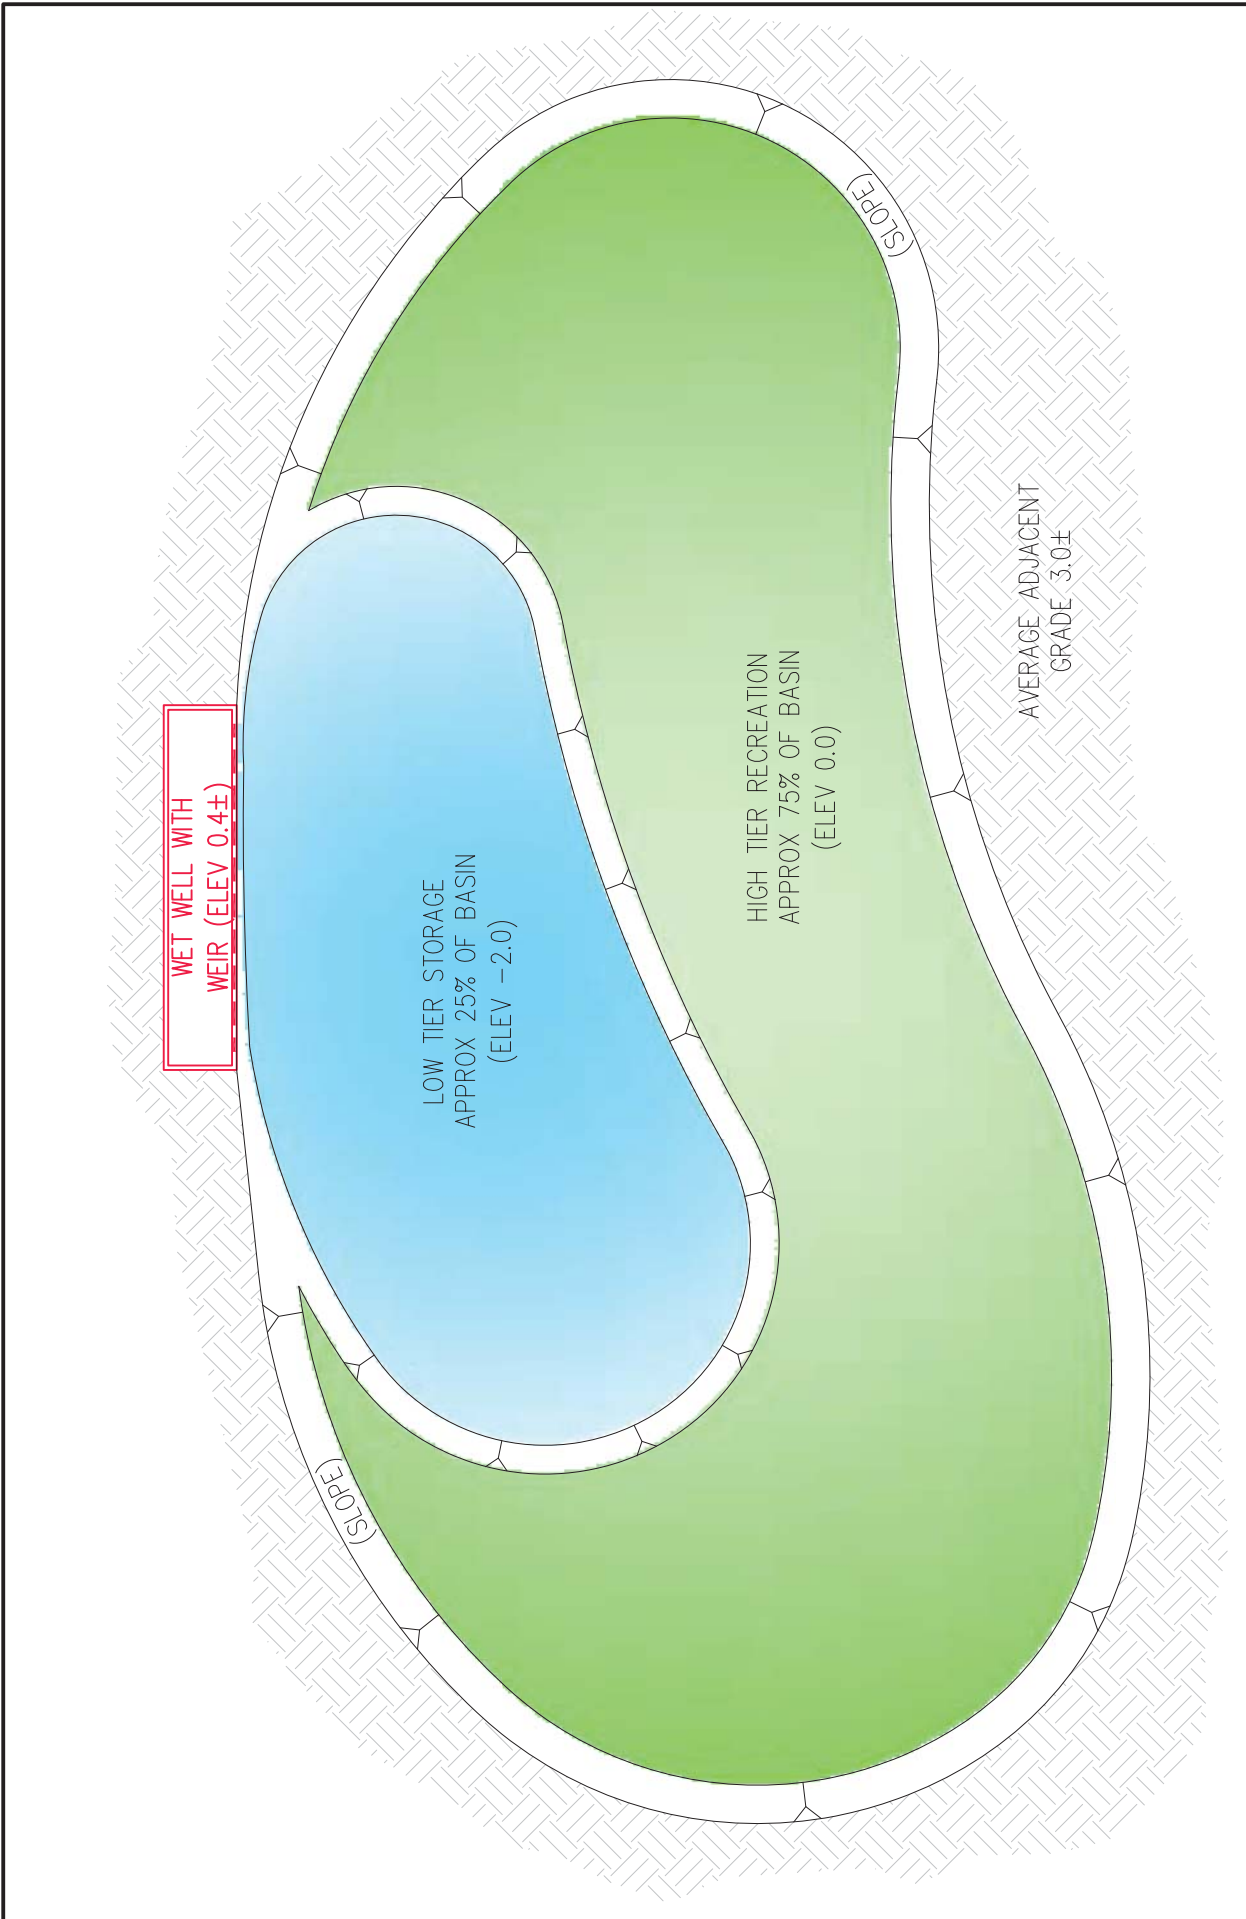 WET WELL WITH
WEIR (ELEV 0.4±)
LOW TIER STORAGE
APPROX 25% OF BASIN
(ELEV -2.0)
HIGH TIER RECREATION
APPROX 75% OF BASIN
(ELEV 0.0)
AVERAGE ADJACENT
GRADE 3.0±
(SLOPE)
(SLOPE)